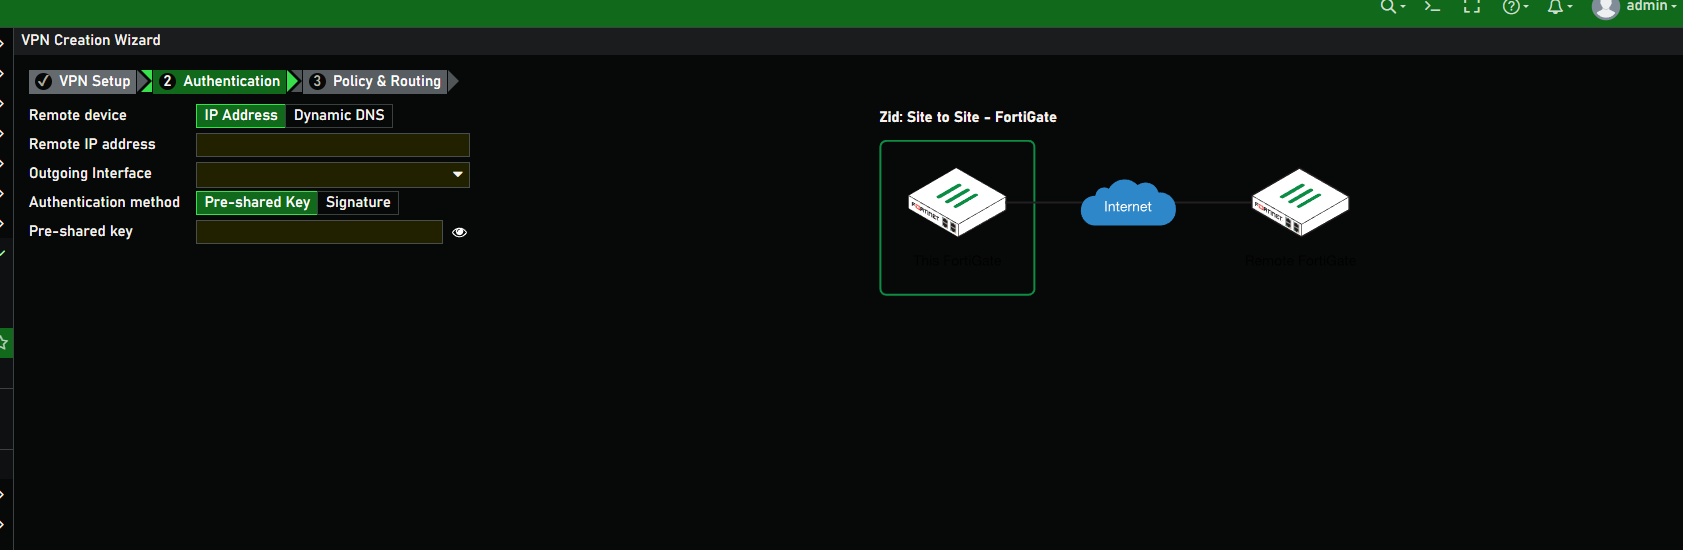 admin
VPN Creation Wizard
VPN Setup 2 Authentication 3 Policy & Routing
Remote device IP Address Dynamic DNS
Remote IP address
Outgoing Interface
Authentication method Pre-shared Key Signature
Pre-shared key
Zid: Site to Site - FortiGate
FORTINET Internet FORTINET
This FortiGate Remote FortiGate